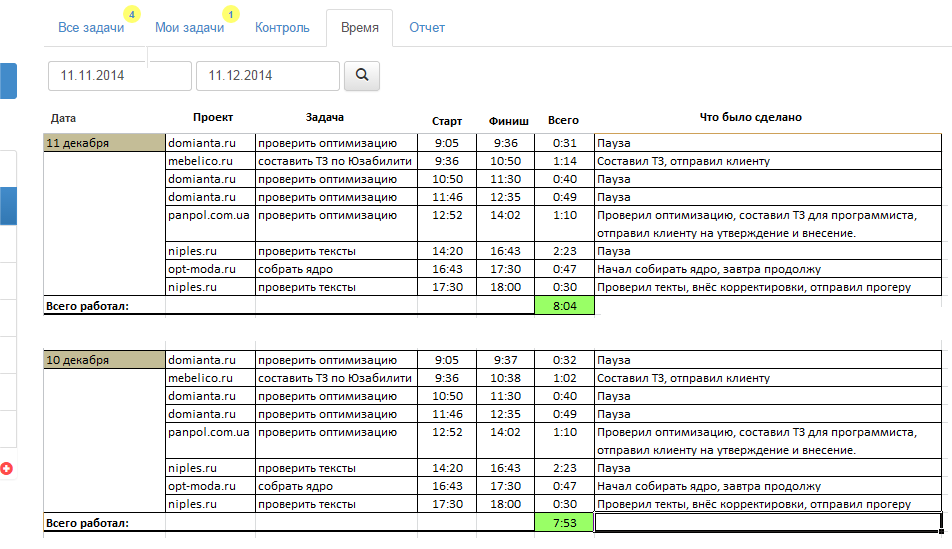 4 1
Все задачи Мои задачи Контроль Время Отчет
11.11.2014 11.12.2014
Дата Проект Задача Старт Финиш Всего Что было сделано
11 декабря domianta.ru проверить оптимизацию 9:05 9:36 0:31 Пауза
mebelico.ru составить ТЗ по Юзабилити 9:36 10:50 1:14 Составил ТЗ, отправил клиенту
domianta.ru проверить оптимизацию 10:50 11:30 0:40 Пауза
domianta.ru проверить оптимизацию 11:46 12:35 0:49 Пауза
panpol.com.ua проверить оптимизацию 12:52 14:02 1:10 Проверил оптимизацию, составил ТЗ для программиста,
отправил клиенту на утверждение и внесение.
niples.ru проверить тексты 14:20 16:43 2:23 Пауза
opt-moda.ru собрать ядро 16:43 17:30 0:47 Начал собирать ядро, завтра продолжу
niples.ru проверить тексты 17:30 18:00 0:30 Проверил текты, внёс корректировки, отправил прогеру
Всего работал: 8:04
10 декабря domianta.ru проверить оптимизацию 9:05 9:37 0:32 Пауза
mebelico.ru составить ТЗ по Юзабилити 9:36 10:38 1:02 Составил ТЗ, отправил клиенту
domianta.ru проверить оптимизацию 10:50 11:30 0:40 Пауза
domianta.ru проверить оптимизацию 11:46 12:35 0:49 Пауза
panpol.com.ua проверить оптимизацию 12:52 14:02 1:10 Проверил оптимизацию, составил ТЗ для программиста,
отправил клиенту на утверждение и внесение.
niples.ru проверить тексты 14:20 16:43 2:23 Пауза
opt-moda.ru собрать ядро 16:43 17:30 0:47 Начал собирать ядро, завтра продолжу
niples.ru проверить тексты 17:30 18:00 0:30 Проверил текты, внёс корректировки, отправил прогеру
Всего работал: 7:53